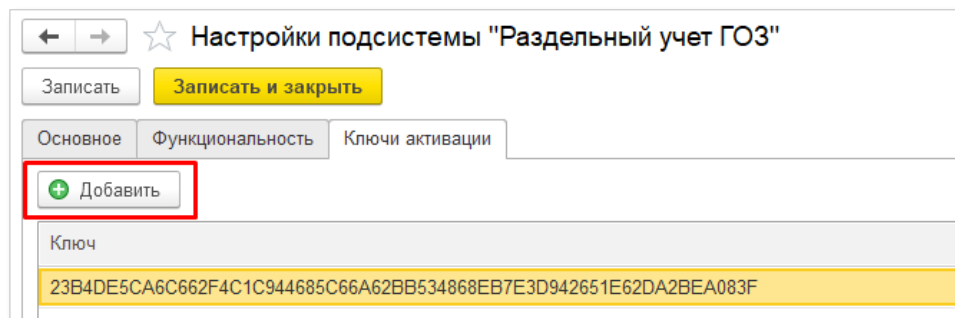 Настройки подсистемы "Раздельный учет ГОЗ"
Записать Записать и закрыть
Основное Функциональность Ключи активации
Добавить
Ключ
23B4DE5CA6C662F4C1C944685C66A62BB534868EB7E3D942651E62DA2BEA083F